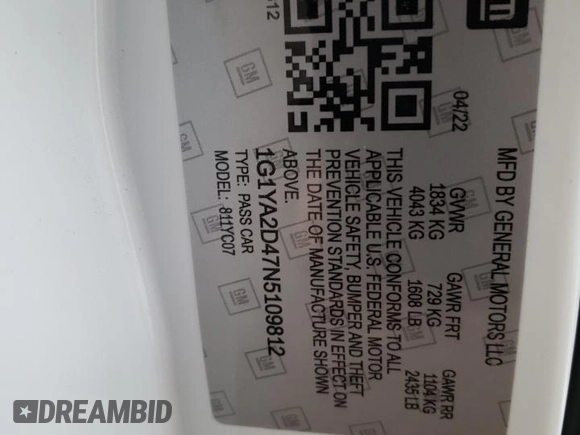 MFD BY GENERAL MOTORS LLC
04/22
GVWR GAWR FRT GAWR RR
1834 KG 729 KG 1104 KG
4043 KG 1608 LB 2435 LB
THIS VEHICLE CONFORMS TO ALL
APPLICABLE U.S. FEDERAL MOTOR
VEHICLE SAFETY, BUMPER AND THEFT
PREVENTION STANDARDS IN EFFECT ON
THE DATE OF MANUFACTURE SHOWN
ABOVE.
1G1YA2D47N5109812
TYPE: PASS CAR
MODEL: 811YC07
GM
DREAMBID